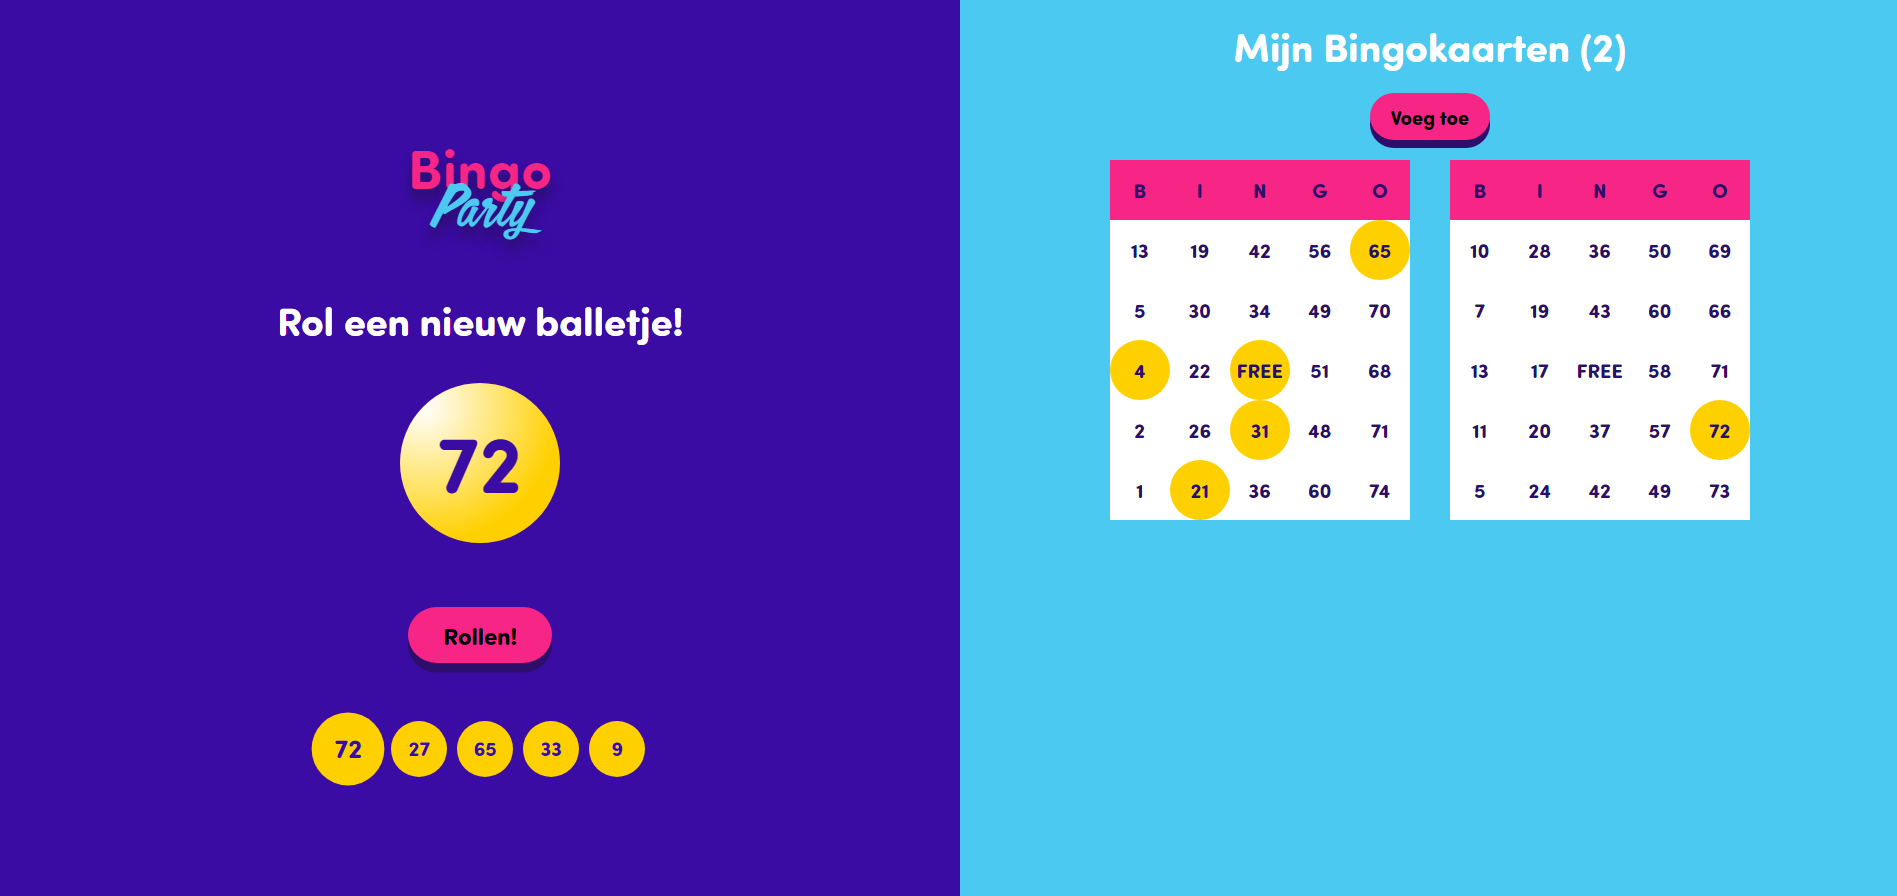 Bingo
Party
Rol een nieuw balletje!
72
Rollen!
72 27 65 33 9
Mijn Bingokaarten (2)
Voeg toe
B I N G O
13 19 42 56 65
5 30 34 49 70
4 22 FREE 51 68
2 26 31 48 71
1 21 36 60 74
B I N G O
10 28 36 50 69
7 19 43 60 66
13 17 FREE 58 71
11 20 37 57 72
5 24 42 49 73